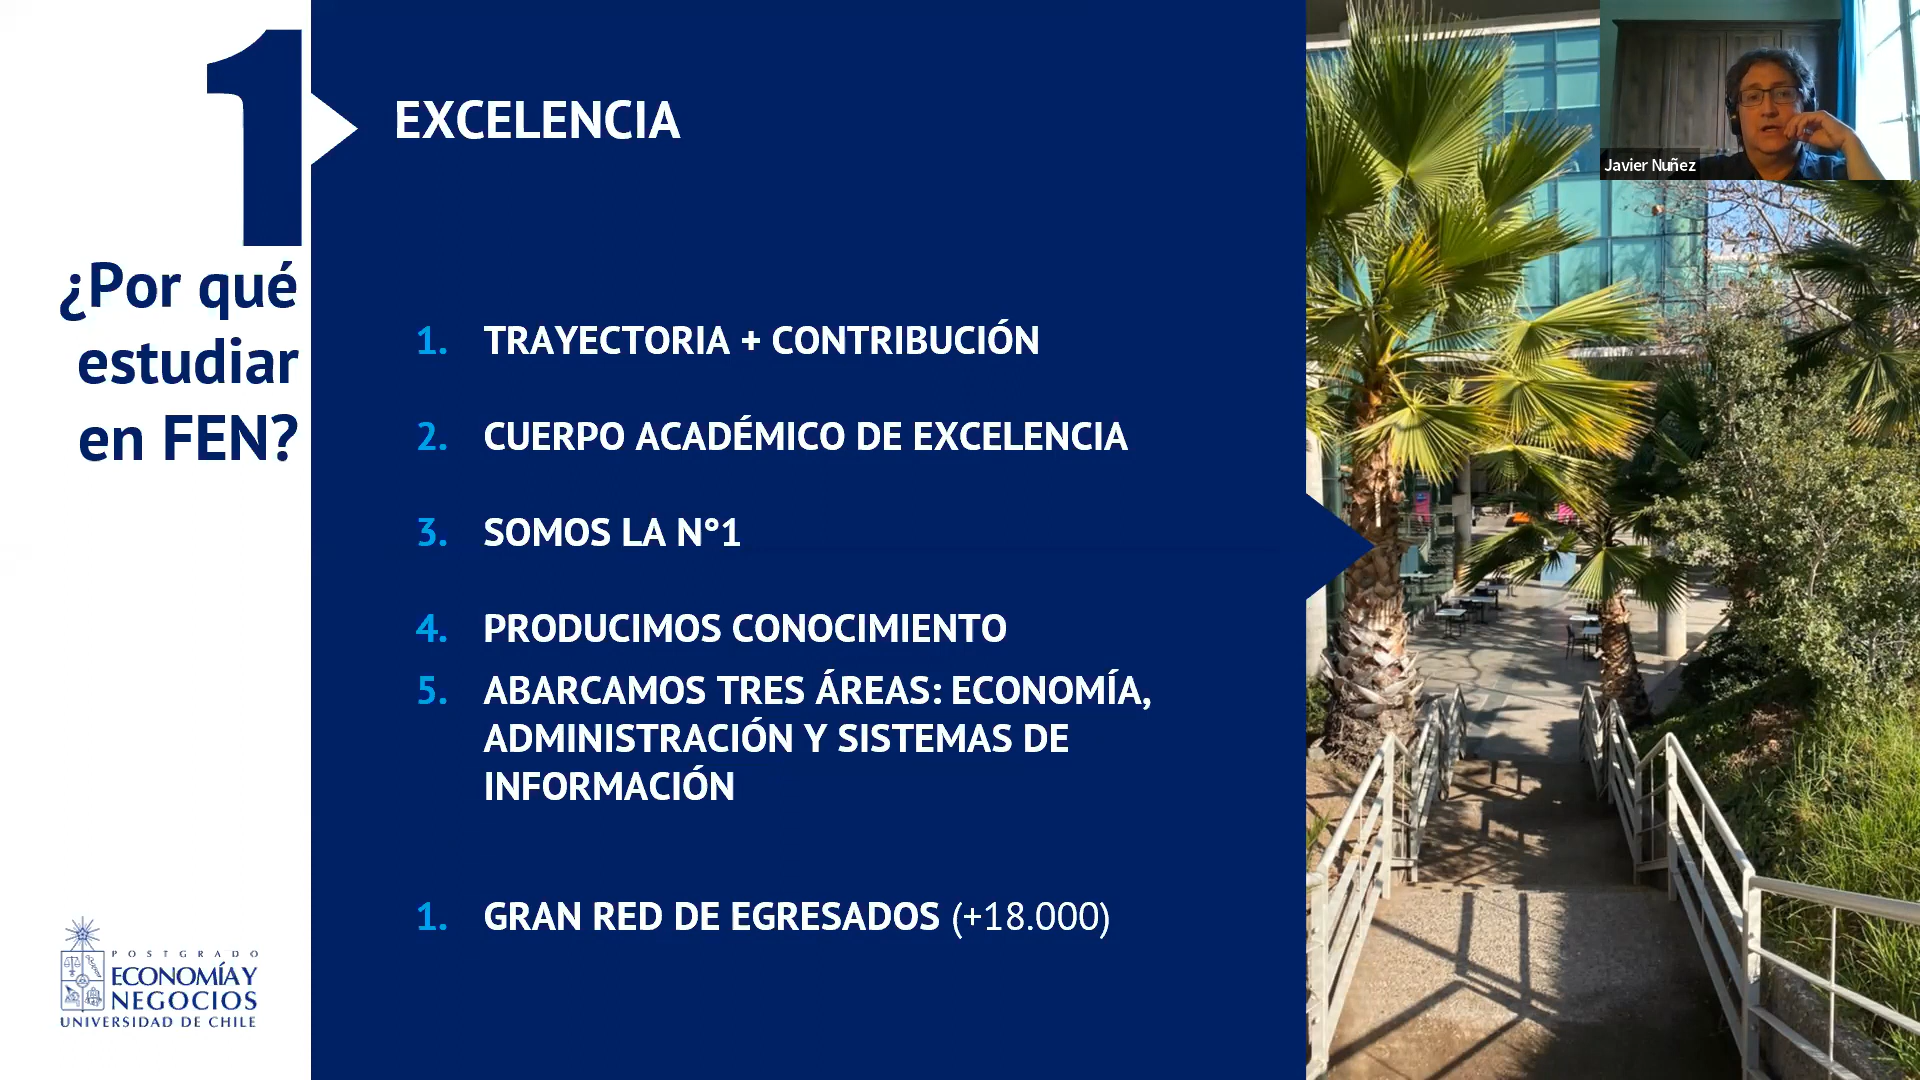 1
¿Por qué
estudiar
en FEN?
EXCELENCIA
1. TRAYECTORIA + CONTRIBUCIÓN
2. CUERPO ACADÉMICO DE EXCELENCIA
3. SOMOS LA N°1
4. PRODUCIMOS CONOCIMIENTO
5. ABARCAMOS TRES ÁREAS: ECONOMÍA,
ADMINISTRACIÓN Y SISTEMAS DE
INFORMACIÓN
1. GRAN RED DE EGRESADOS (+18.000)
Javier Nuñez
POSTGRADO
ECONOMÍA Y
NEGOCIOS
UNIVERSIDAD DE CHILE